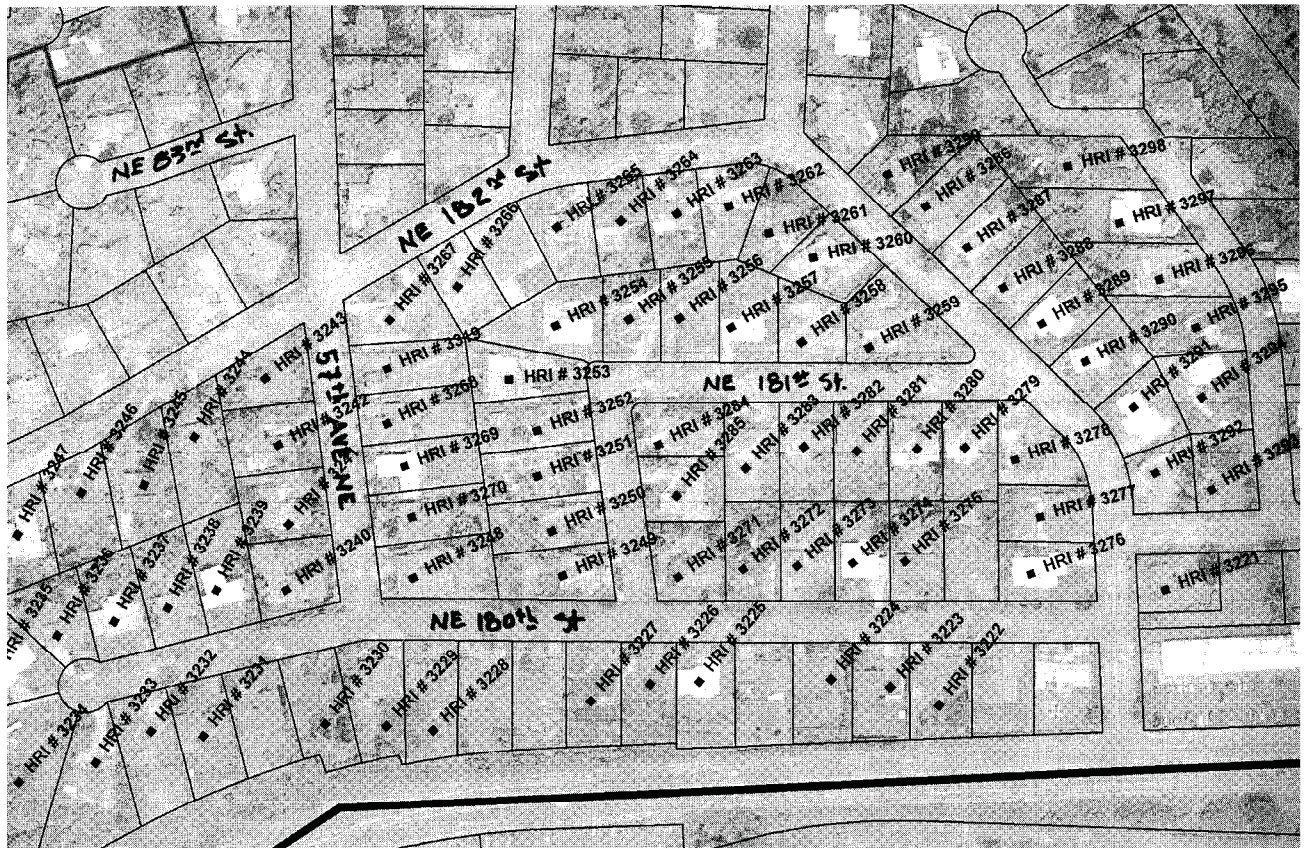 NE 83rd St.
NE 182nd St
HRI # 3265
HRI # 3264
HRI # 3263
HRI # 3262
HRI # 3298
HRI # 3286
HRI # 3261
HRI # 3260
HRI # 3287
HRI # 3297
HRI # 3267
HRI # 3266
HRI # 3254
HRI # 3255
HRI # 3256
HRI # 3257
HRI # 3258
HRI # 3259
HRI # 3288
HRI # 3289
HRI # 3290
HRI # 3296
HRI # 3295
HRI # 3291
HRI # 3294
HRI # 3243
57th AVE NE
HRI # 3253
NE 181st St.
HRI # 3247
HRI # 3246
HRI # 3245
HRI # 3244
HRI # 3242
HRI # 3268
HRI # 3252
HRI # 3284
HRI # 3285
HRI # 3283
HRI # 3282
HRI # 3281
HRI # 3280
HRI # 3279
HRI # 3278
HRI # 3292
HRI # 3293
HRI # 3269
HRI # 3251
HRI # 3270
HRI # 3250
HRI # 3277
HRI # 3235
HRI # 3236
HRI # 3237
HRI # 3238
HRI # 3239
HRI # 3240
HRI # 3248
HRI # 3249
HRI # 3271
HRI # 3272
HRI # 3273
HRI # 3274
HRI # 3275
HRI # 3276
HRI # 3221
NE 180th St
HRI # 3234
HRI # 3233
HRI # 3232
HRI # 3231
HRI # 3230
HRI # 3229
HRI # 3228
HRI # 3227
HRI # 3226
HRI # 3225
HRI # 3224
HRI # 3223
HRI # 3222